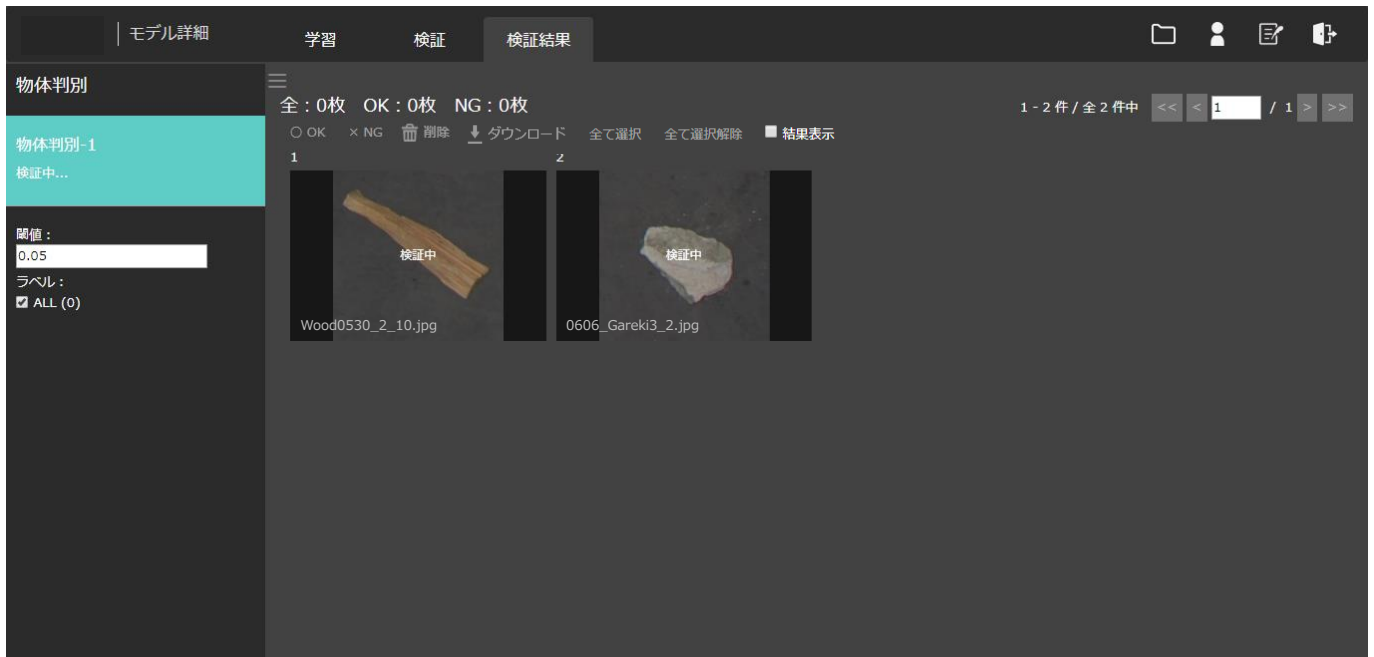 モデル詳細
学習 検証 検証結果
物体判別
物体判別-1
検証中...
閾値：
0.05
ラベル：
ALL (0)
全：0枚 OK：0枚 NG：0枚
1 - 2 件 / 全 2 件中 << < 1 / 1 > >>
○ OK × NG 削除 ダウンロード 全て選択 全て選択解除 結果表示
1 2
検証中 検証中
Wood0530_2_10.jpg 0606_Gareki3_2.jpg